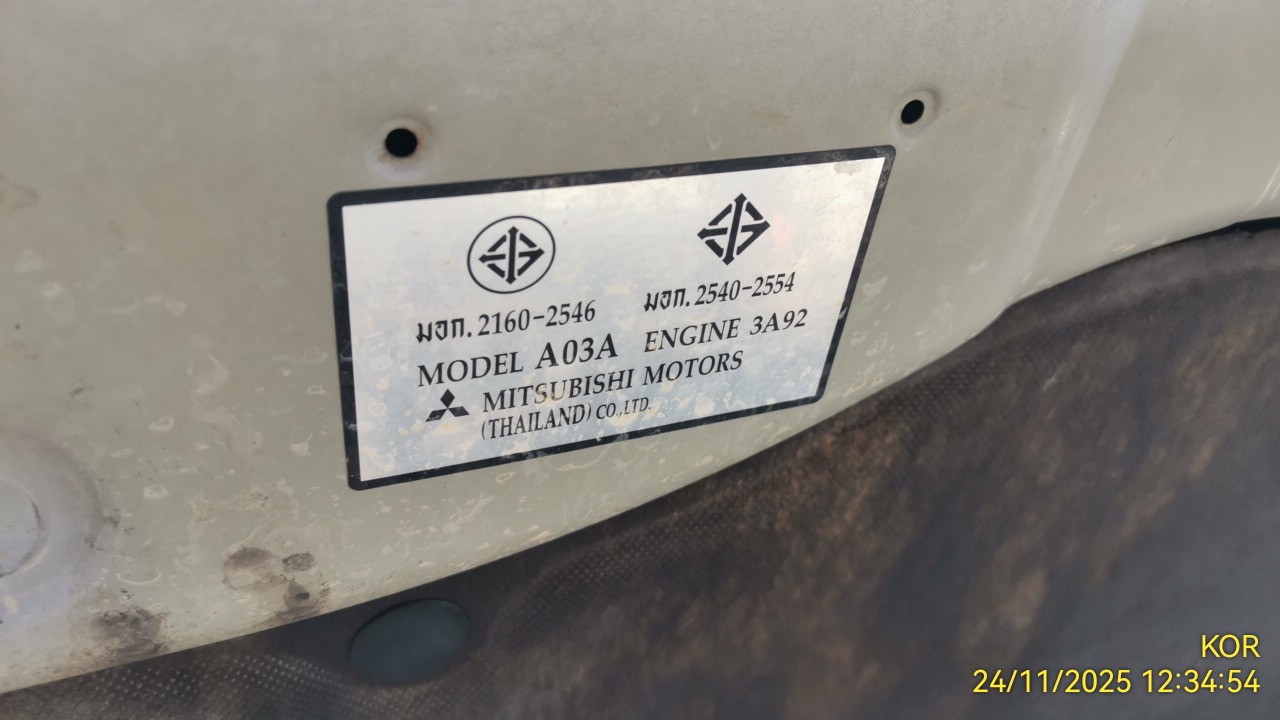 มอก. 2160-2546
มอก. 2540-2554
MODEL A03A ENGINE 3A92
MITSUBISHI MOTORS
(THAILAND) CO.,LTD.
KOR
24/11/2025 12:34:54